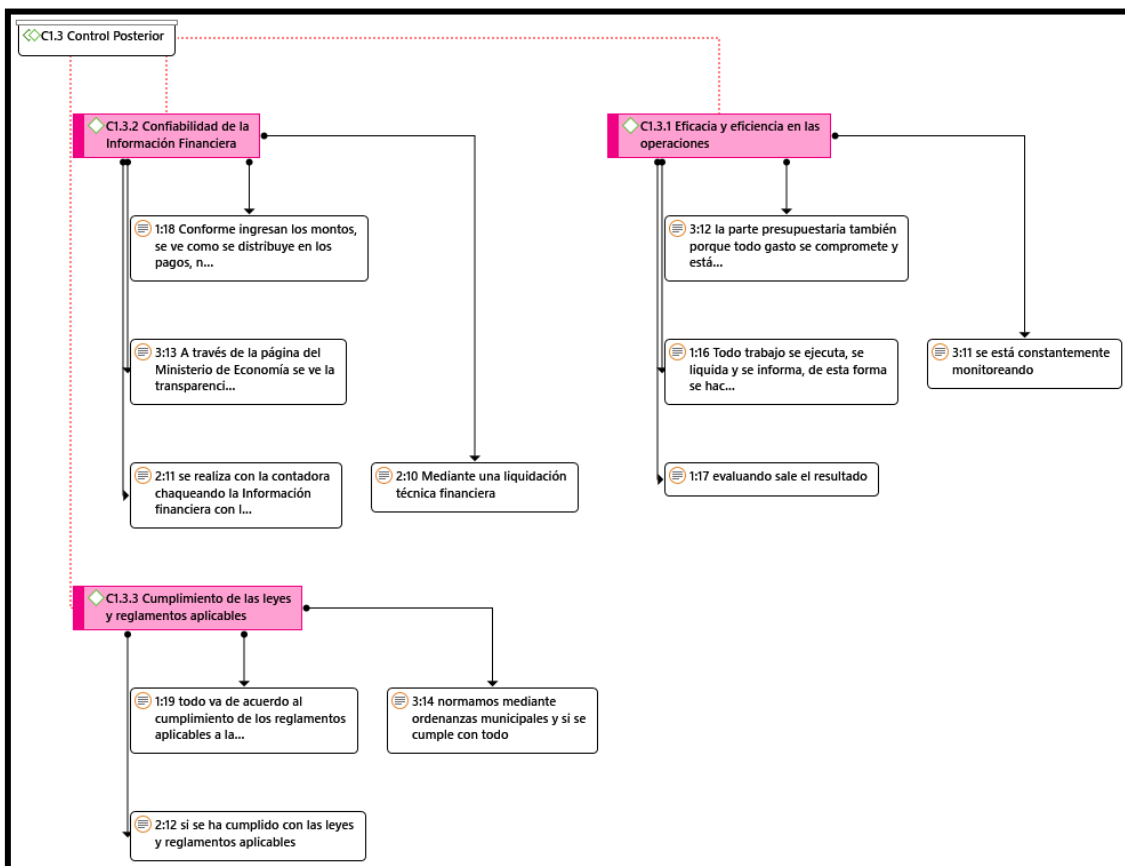 C1.3 Control Posterior
C1.3.2 Confiabilidad de la
Información Financiera
1:18 Conforme ingresan los montos,
se ve como se distribuye en los
pagos, n...
3:13 A través de la página del
Ministerio de Economía se ve la
transparenci...
2:11 se realiza con la contadora
chaqueando la Información
financiera con l...
2:10 Mediante una liquidación
técnica financiera
C1.3.1 Eficacia y eficiencia en las
operaciones
3:12 la parte presupuestaria también
porque todo gasto se compromete y
está...
1:16 Todo trabajo se ejecuta, se
liquida y se informa, de esta forma
se hac...
3:11 se está constantemente
monitoreando
1:17 evaluando sale el resultado
C1.3.3 Cumplimiento de las leyes
y reglamentos aplicables
1:19 todo va de acuerdo al
cumplimiento de los reglamentos
aplicables a la...
3:14 normamos mediante
ordenanzas municipales y si se
cumple con todo
2:12 si se ha cumplido con las leyes
y reglamentos aplicables